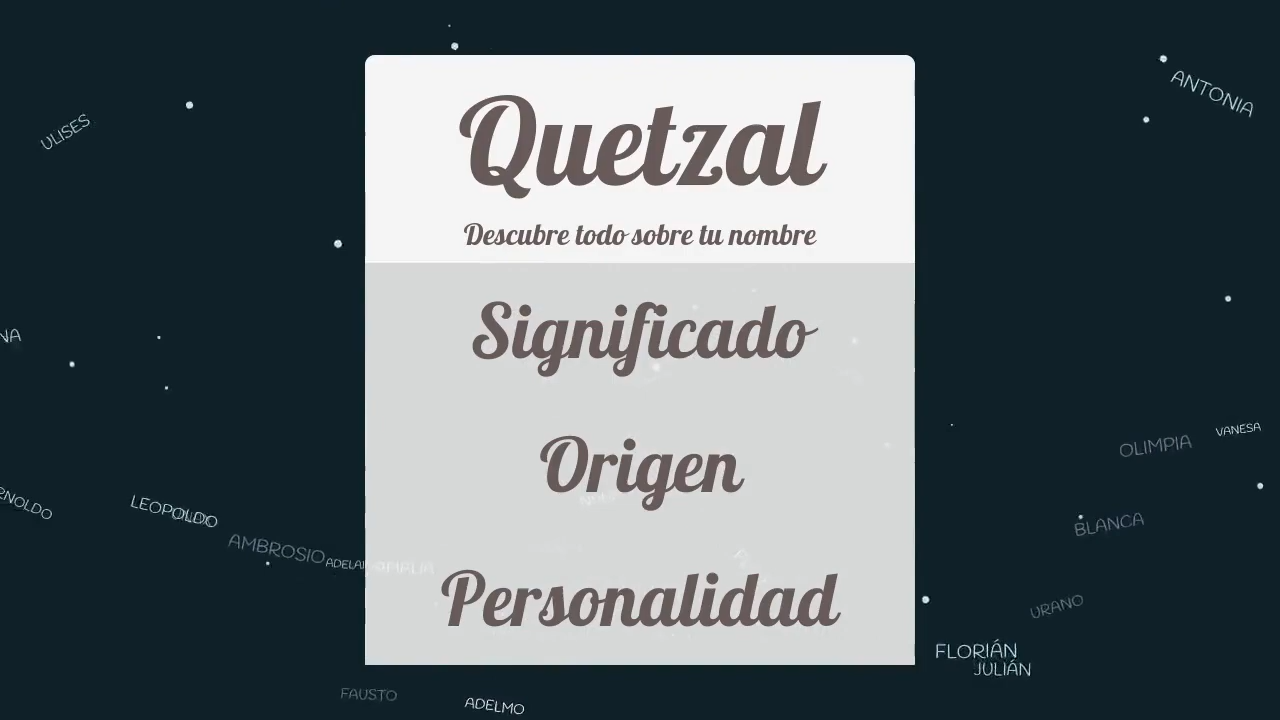 Quetzal
Descubre todo sobre tu nombre
Significado
Origen
Personalidad
ULISES
ANTONIA
OLIMPIA
VANESA
LEOPOLDO
AMBROSIO
AMALIA
BLANCA
URANO
FLORIÁN
JULIÁN
FAUSTO
ADELMO